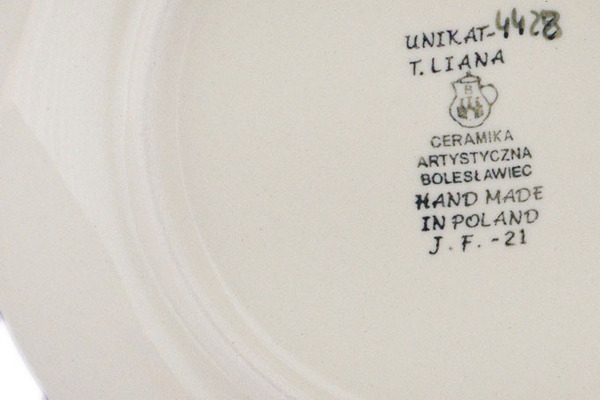 UNIKAT-4428
T. LIANA
B
CERAMIKA
ARTYSTYCZNA
BOLESŁAWIEC
HAND MADE
IN POLAND
J. F. -21